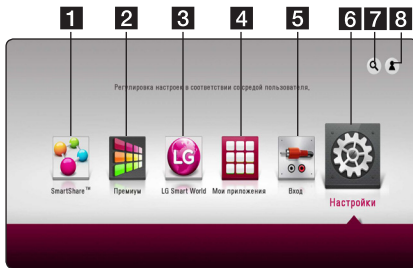 1 2 3 4 5 6 7 8
Регулировка настроек в соответствии со средой пользователя.
LG
SmartShare™ Премиум LG Smart World Мои приложения Вход
Настройки